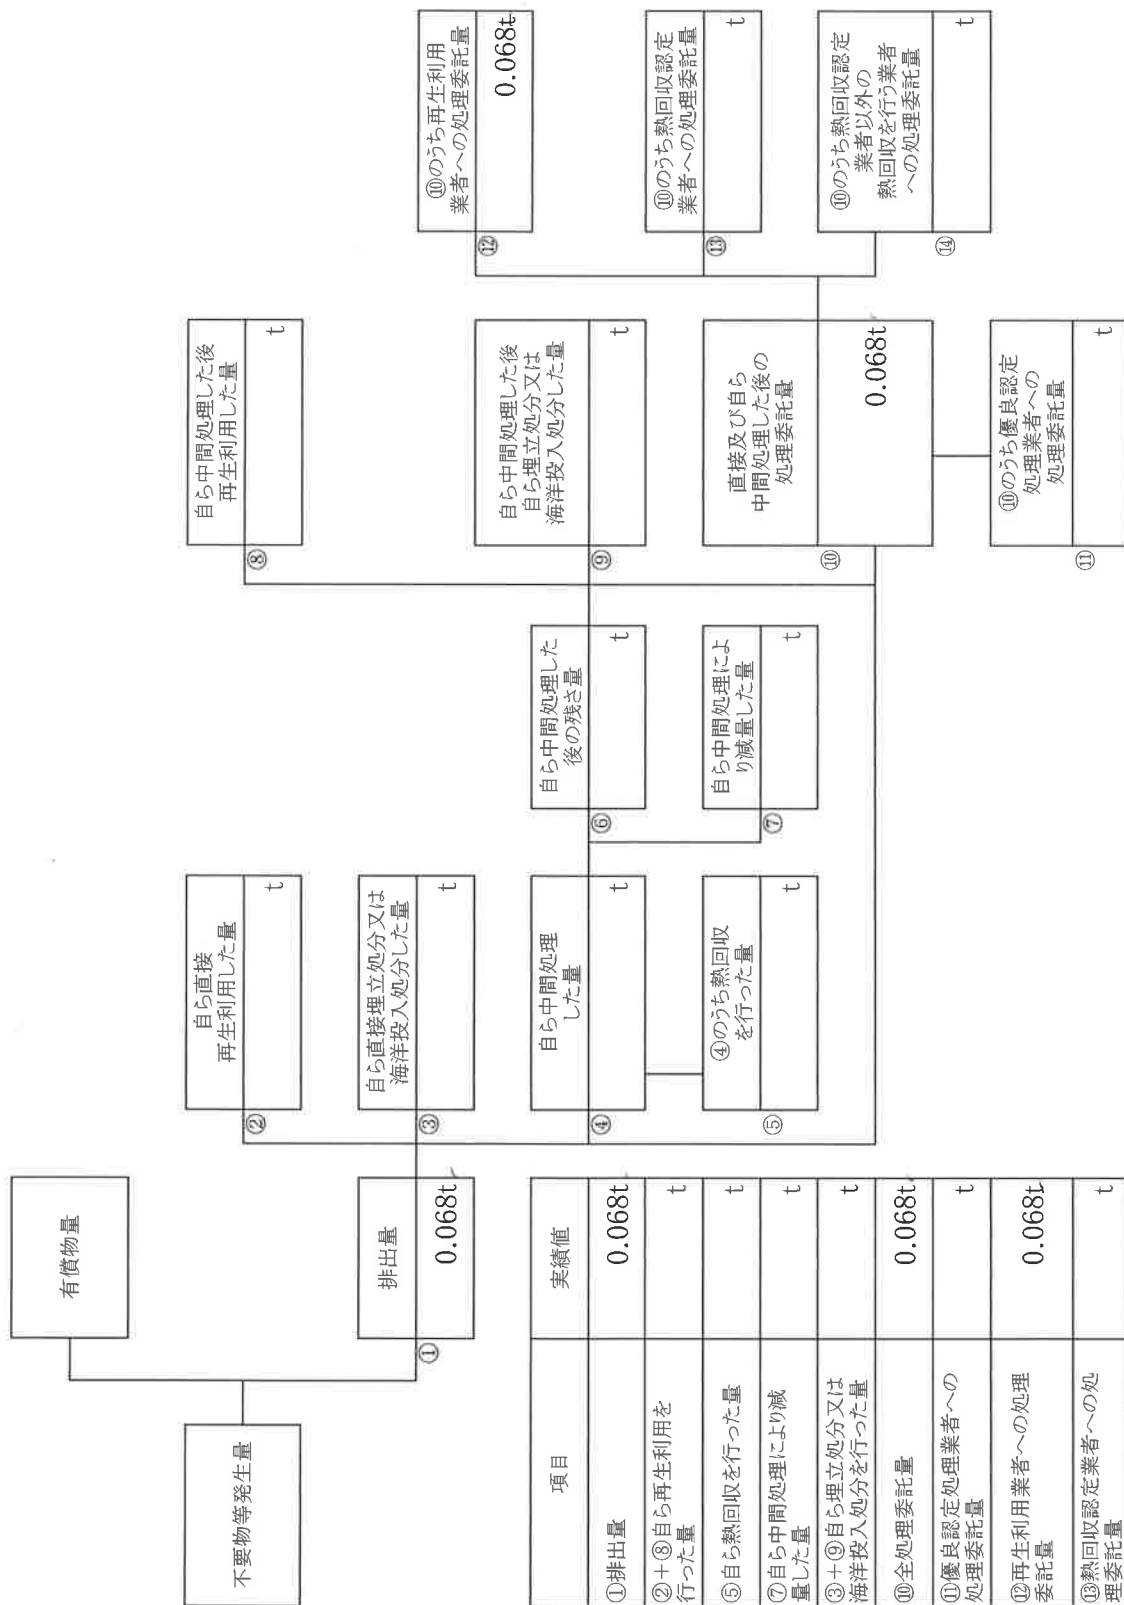 不要物等発生量
有償物量
排出量
①
0.068t
自ら直接
再生利用した量
②
t
自ら直接埋立処分又は
海洋投入処分した量
③
t
自ら中間処理
した量
④
t
④のうち熱回収
を行った量
⑤
t
自ら中間処理した
後の残さ量
⑥
t
自ら中間処理によ
り減量した量
⑦
t
自ら中間処理した後
再生利用した量
⑧
t
自ら中間処理した後
自ら埋立処分又は
海洋投入処分した量
⑨
t
直接及び自ら
中間処理した後の
処理委託量
⑩
0.068t
⑩のうち優良認定
処理業者への
処理委託量
⑪
t
⑩のうち再生利用
業者への処理委託量
⑫
0.068t
⑩のうち熱回収認定
業者への処理委託量
⑬
t
⑩のうち熱回収認定
業者以外の
熱回収を行う業者
への処理委託量
⑭
t
項目 実績値
①排出量 0.068t
②+⑧自ら再生利用を
行った量 t
⑤自ら熱回収を行った量 t
⑦自ら中間処理により減
量した量 t
③+⑨自ら埋立処分又は
海洋投入処分を行った量 t
⑩全処理委託量 0.068t
⑪優良認定処理業者への
処理委託量 t
⑫再生利用業者への処理
委託量 0.068t
⑬熱回収認定業者への処
理委託量 t